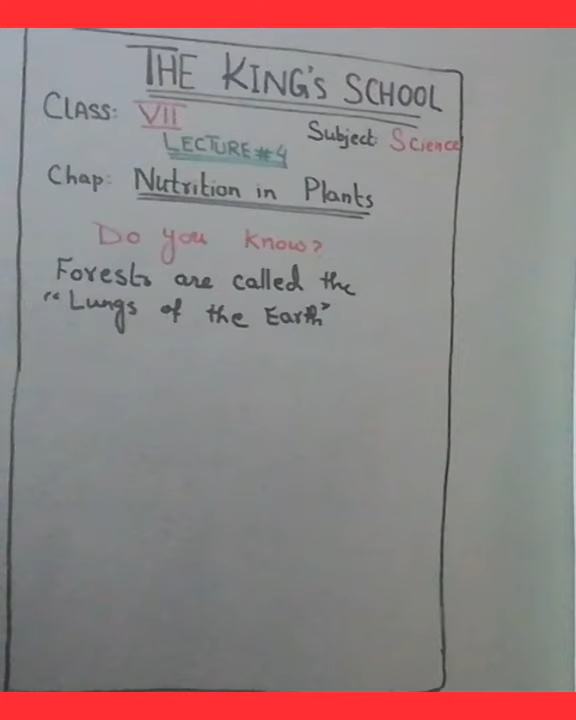 THE KING'S SCHOOL
CLASS: VII
Subject: Science
LECTURE #4
Chap: Nutrition in Plants
Do you know?
Forests are called the
"Lungs of the Earth"